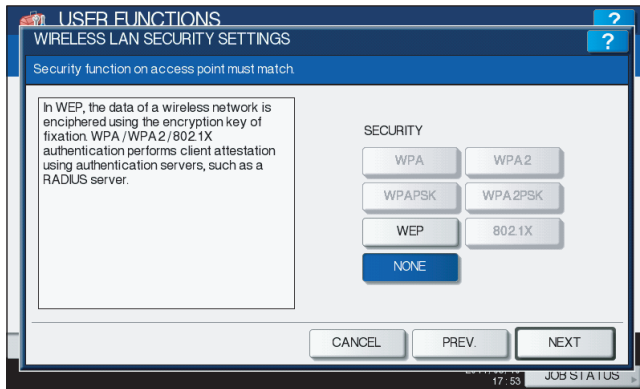 USER FUNCTIONS
?
WIRELESS LAN SECURITY SETTINGS
?
Security function on access point must match.
In WEP, the data of a wireless network is
enciphered using the encryption key of
fixation. WPA/WPA2/802.1X
authentication performs client attestation
using authentication servers, such as a
RADIUS server.
SECURITY
WPA WPA2
WPAPSK WPA2PSK
WEP 802.1X
NONE
CANCEL PREV. NEXT
17:53 JOB STATUS